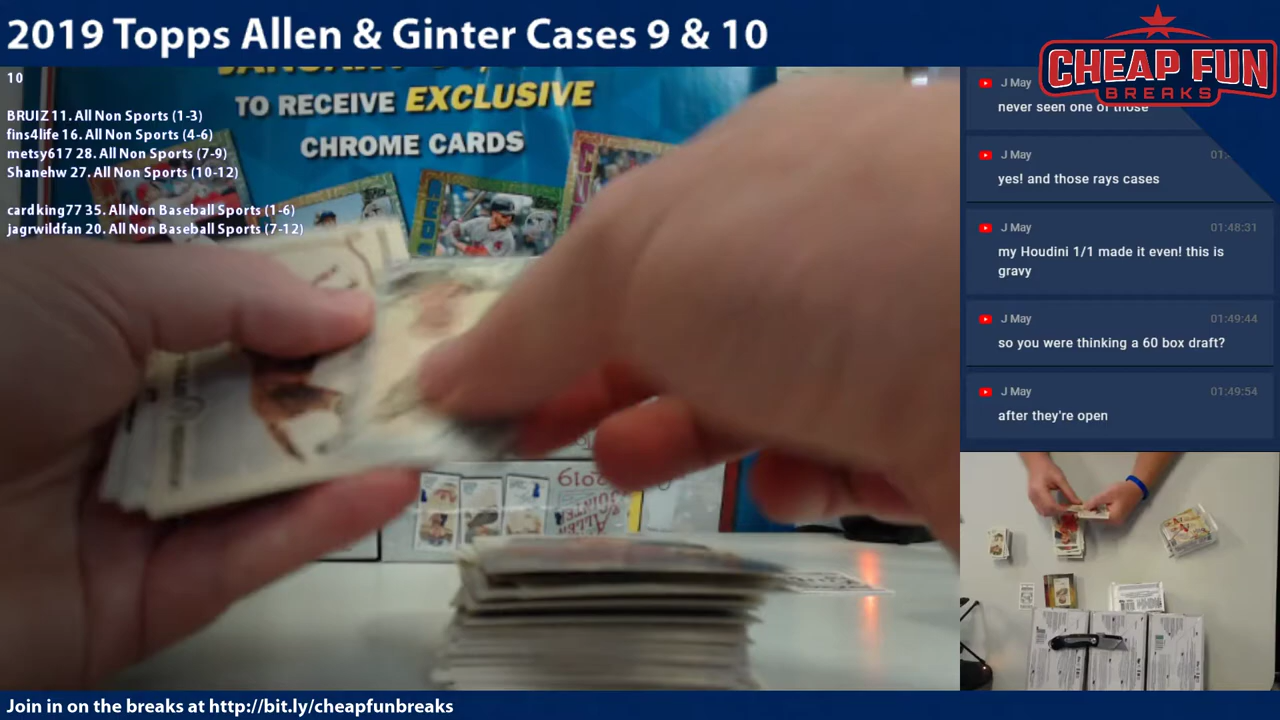 2019 Topps Allen & Ginter Cases 9 & 10
CHEAP FUN
BREAKS
10
BRUIZ 11. All Non Sports (1-3)
fins4life 16. All Non Sports (4-6)
metsy617 28. All Non Sports (7-9)
Shanehw 27. All Non Sports (10-12)
cardking77 35. All Non Baseball Sports (1-6)
jagrwildfan 20. All Non Baseball Sports (7-12)
TO RECEIVE EXCLUSIVE
CHROME CARDS
J May
never seen one of those
J May
yes! and those rays cases
J May 01:48:31
my Houdini 1/1 made it even! this is
gravy
J May 01:49:44
so you were thinking a 60 box draft?
J May 01:49:54
after they're open
2019
Join in on the breaks at http://bit.ly/cheapfunbreaks